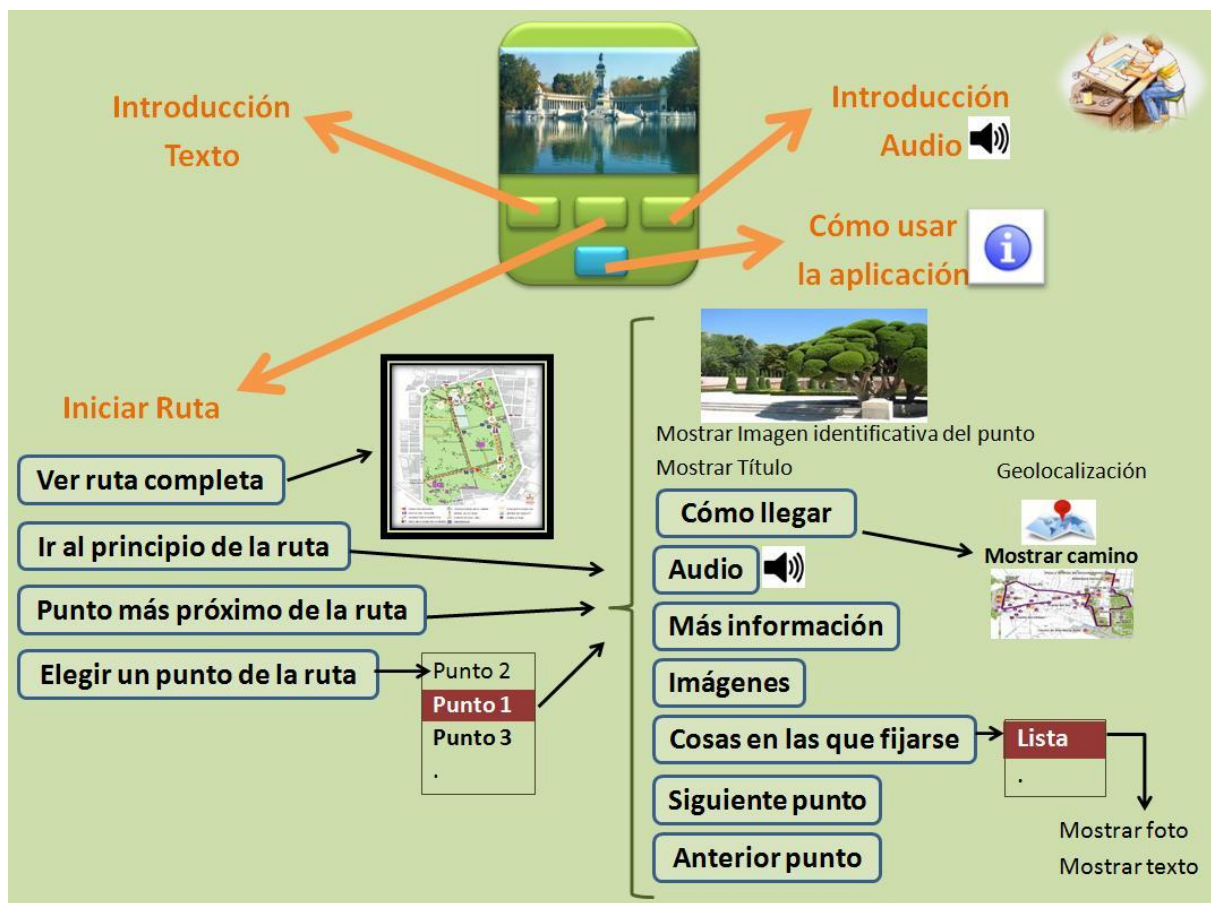 Introducción
Texto
Introducción
Audio
Cómo usar
la aplicación
i
Iniciar Ruta
Ver ruta completa
Ir al principio de la ruta
Punto más próximo de la ruta
Elegir un punto de la ruta
Punto 2
Punto 1
Punto 3
.
Mostrar Imagen identificativa del punto
Mostrar Título
Geolocalización
Cómo llegar
Mostrar camino
Audio
Más información
Imágenes
Cosas en las que fijarse
Lista
.
Siguiente punto
Anterior punto
Mostrar foto
Mostrar texto